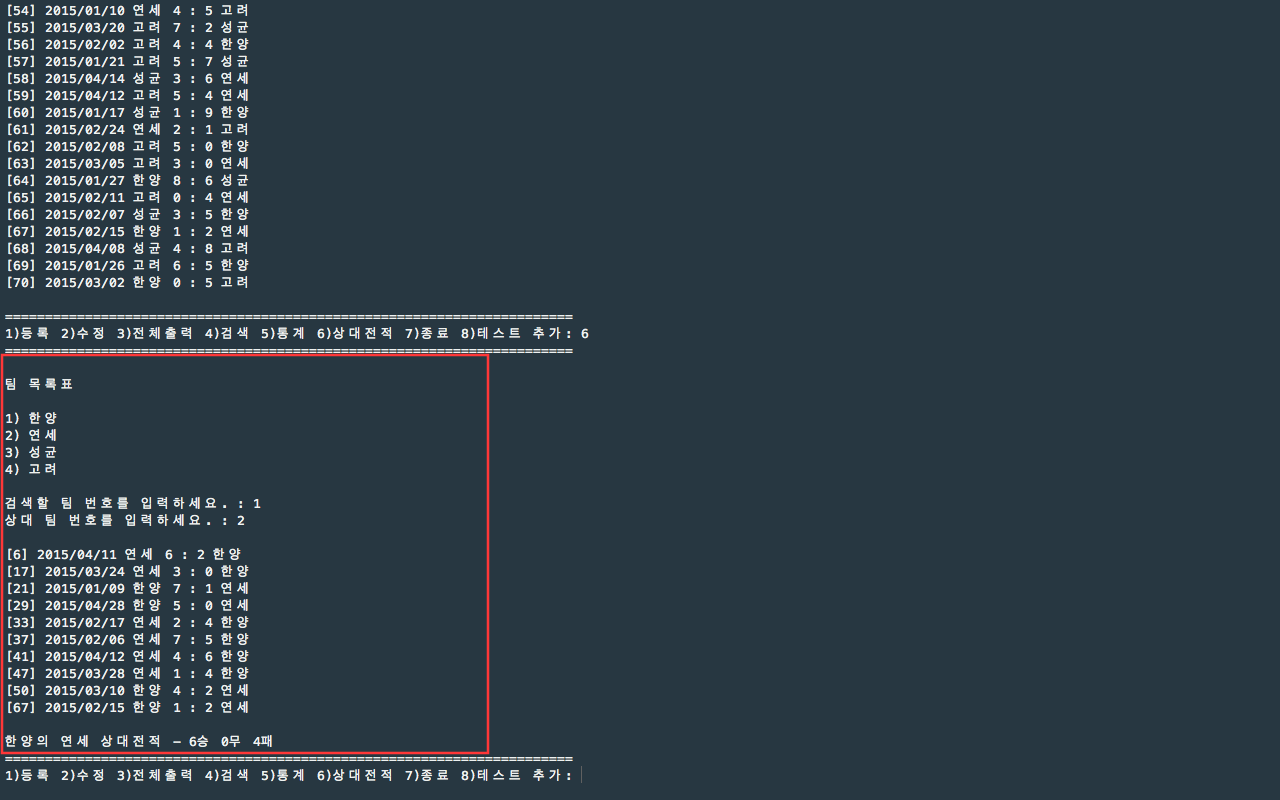 [54] 2015/01/10 연세 4 : 5 고려
[55] 2015/03/20 고려 7 : 2 성균
[56] 2015/02/02 고려 4 : 4 한양
[57] 2015/01/21 고려 5 : 7 성균
[58] 2015/04/14 성균 3 : 6 연세
[59] 2015/04/12 고려 5 : 4 연세
[60] 2015/01/17 성균 1 : 9 한양
[61] 2015/02/24 연세 2 : 1 고려
[62] 2015/02/08 고려 5 : 0 한양
[63] 2015/03/05 고려 3 : 0 연세
[64] 2015/01/27 한양 8 : 6 성균
[65] 2015/02/11 고려 0 : 4 연세
[66] 2015/02/07 성균 3 : 5 한양
[67] 2015/02/15 한양 1 : 2 연세
[68] 2015/04/08 성균 4 : 8 고려
[69] 2015/01/26 고려 6 : 5 한양
[70] 2015/03/02 한양 0 : 5 고려
=======================================================================
1)등록 2)수정 3)전체출력 4)검색 5)통계 6)상대전적 7)종료 8)테스트 추가: 6
=======================================================================
팀 목록표
1) 한양
2) 연세
3) 성균
4) 고려
검색할 팀 번호를 입력하세요. : 1
상대 팀 번호를 입력하세요. : 2
[6] 2015/04/11 연세 6 : 2 한양
[17] 2015/03/24 연세 3 : 0 한양
[21] 2015/01/09 한양 7 : 1 연세
[29] 2015/04/28 한양 5 : 0 연세
[33] 2015/02/17 연세 2 : 4 한양
[37] 2015/02/06 연세 7 : 5 한양
[41] 2015/04/12 연세 4 : 6 한양
[47] 2015/03/28 연세 1 : 4 한양
[50] 2015/03/10 한양 4 : 2 연세
[67] 2015/02/15 한양 1 : 2 연세
한양의 연세 상대전적 - 6승 0무 4패
=======================================================================
1)등록 2)수정 3)전체출력 4)검색 5)통계 6)상대전적 7)종료 8)테스트 추가: